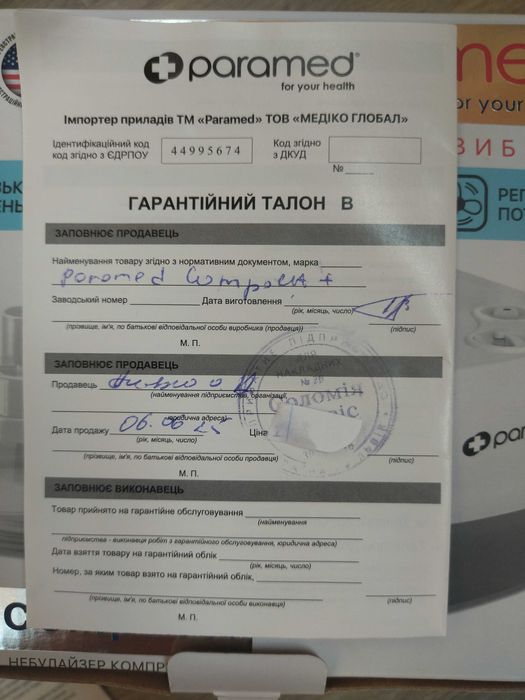 paramed®
for your health
Імпортер приладів ТМ «Paramed» ТОВ «МЕДІКО ГЛОБАЛ»
Ідентифікаційний код
код згідно з ЄДРПОУ
44995674
Код згідно
з ДКУД
№
ГАРАНТІЙНИЙ ТАЛОН В
ЗАПОВНЮЄ ПРОДАВЕЦЬ
Найменування товару згідно з нормативним документом, марка
Paramed Compact +
Заводський номер Дата виготовлення
(рік, місяць, число)
(прізвище, ім'я, по батькові відповідальної особи виробника (продавця)) (підпис)
М. П.
ЗАПОВНЮЄ ПРОДАВЕЦЬ
Продавець
(найменування підприємства, організації,
юридична адреса)
Дата продажу 06.06 25 Ціна
(рік, місяць, число)
(прізвище, ім'я, по батькові відповідальної особи продавця) (підпис)
М. П.
ДЛЯ
НАКЛАДНИХ
Соломія
ЗАПОВНЮЄ ВИКОНАВЕЦЬ
Товар прийнято на гарантійне обслуговування
(найменування
підприємства - виконавця робіт з гарантійного обслуговування, юридична адреса)
Дата взяття товару на гарантійний облік
(рік, місяць, число)
Номер, за яким товар взято на гарантійний облік,
(прізвище, ім'я, по батькові відповідальної особи виконавця) (підпис)
М. П.
НЕБУЛАЙЗЕР КОМПР